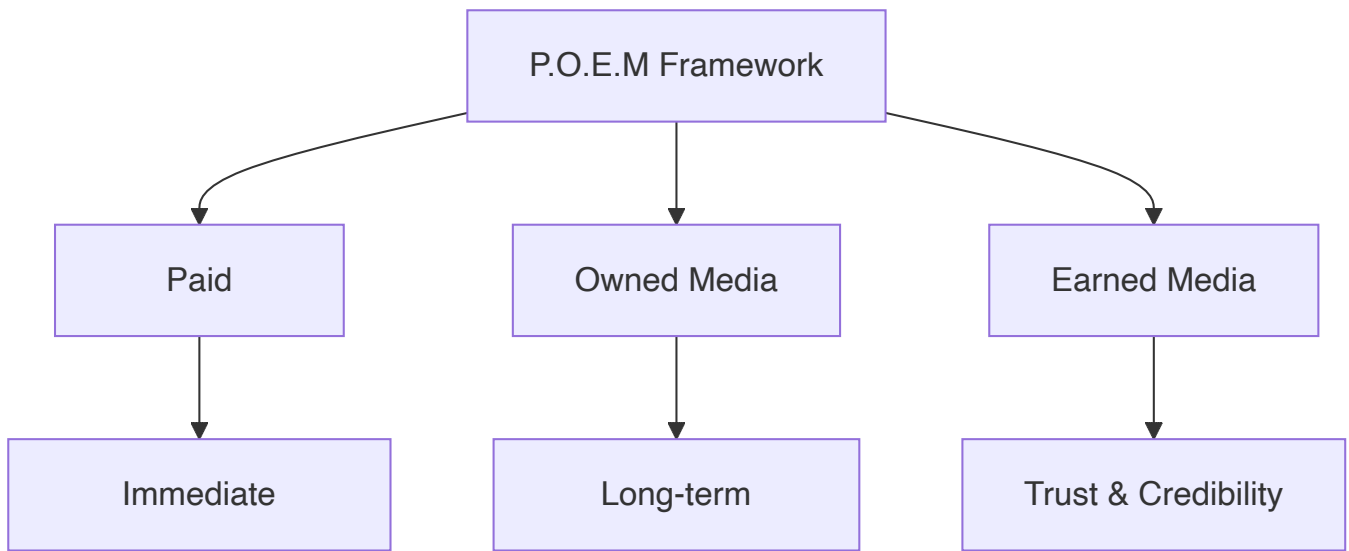 P.O.E.M Framework
Paid
Owned Media
Earned Media
Immediate
Long-term
Trust & Credibility